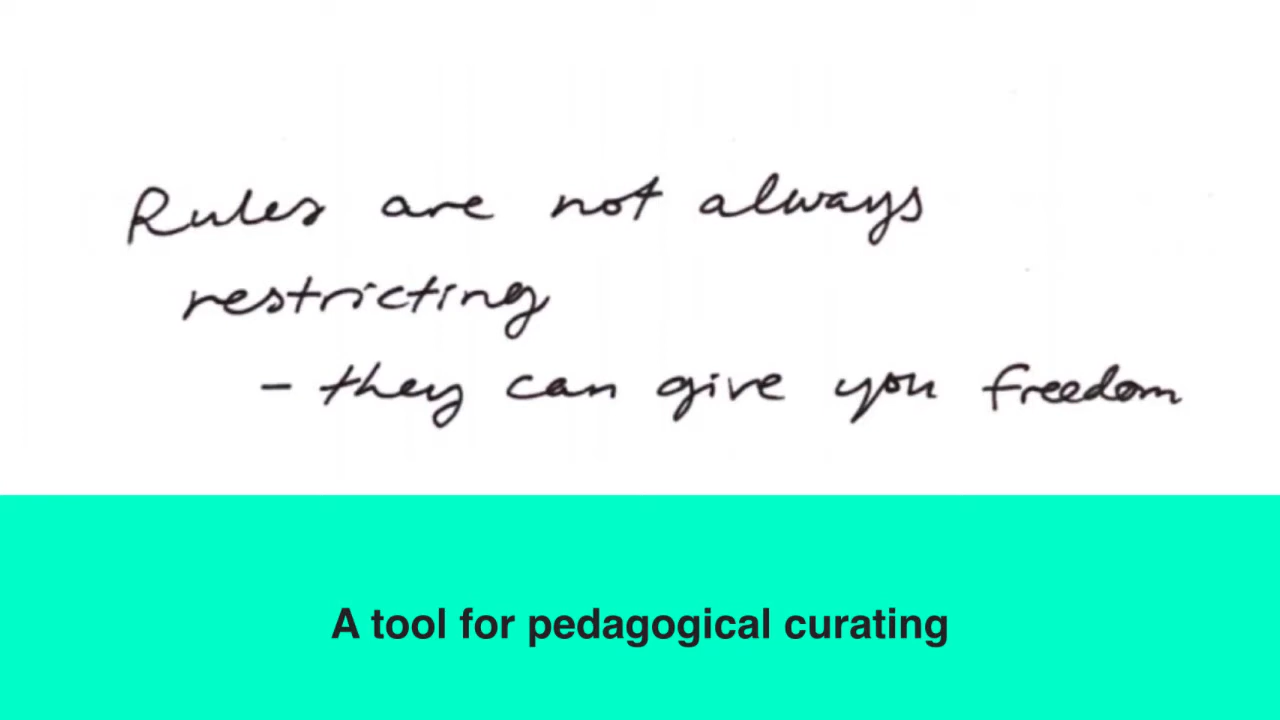 Rules are not always
restricting
- they can give you freedom
A tool for pedagogical curating